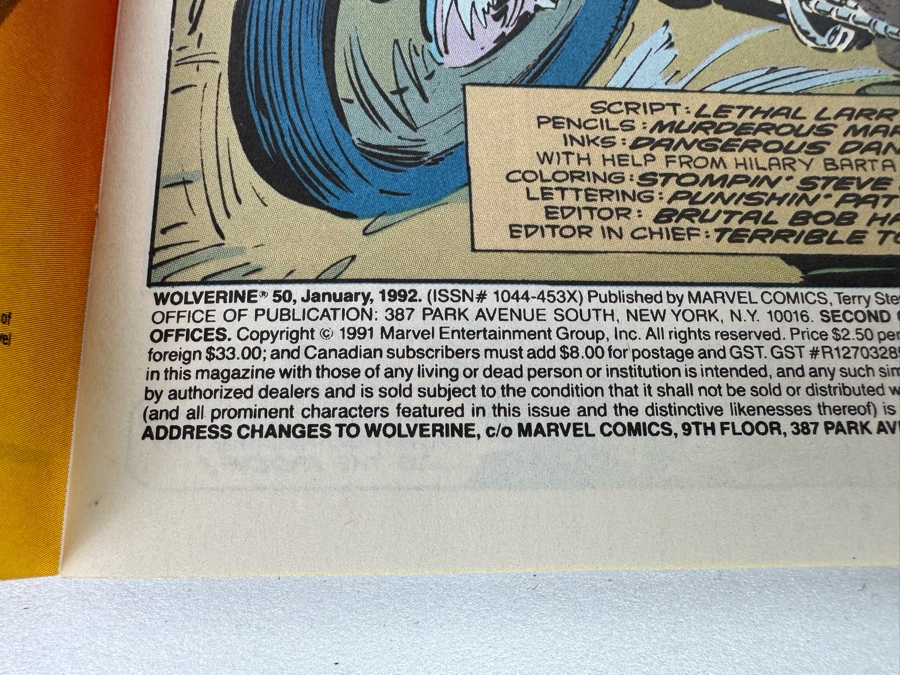 SCRIPT: LETHAL LARR
PENCILS: MURDEROUS MAR
INKS: DANGEROUS DAN
WITH HELP FROM HILARY BARTA
COLORING: STOMPIN' STEVE
LETTERING: PUNISHIN' PAT
EDITOR: BRUTAL BOB HA
EDITOR IN CHIEF: TERRIBLE TO
WOLVERINE® 50, January, 1992. (ISSN# 1044-453X) Published by MARVEL COMICS, Terry Ste
OFFICE OF PUBLICATION: 387 PARK AVENUE SOUTH, NEW YORK, N.Y. 10016. SECOND
OFFICES. Copyright © 1991 Marvel Entertainment Group, Inc. All rights reserved. Price $2.50 per
foreign $33.00; and Canadian subscribers must add $8.00 for postage and GST. GST #R1270328
in this magazine with those of any living or dead person or institution is intended, and any such sim
by authorized dealers and is sold subject to the condition that it shall not be sold or distributed w
(and all prominent characters featured in this issue and the distinctive likenesses thereof) is
ADDRESS CHANGES TO WOLVERINE, c/o MARVEL COMICS, 9TH FLOOR, 387 PARK AV
of
vel